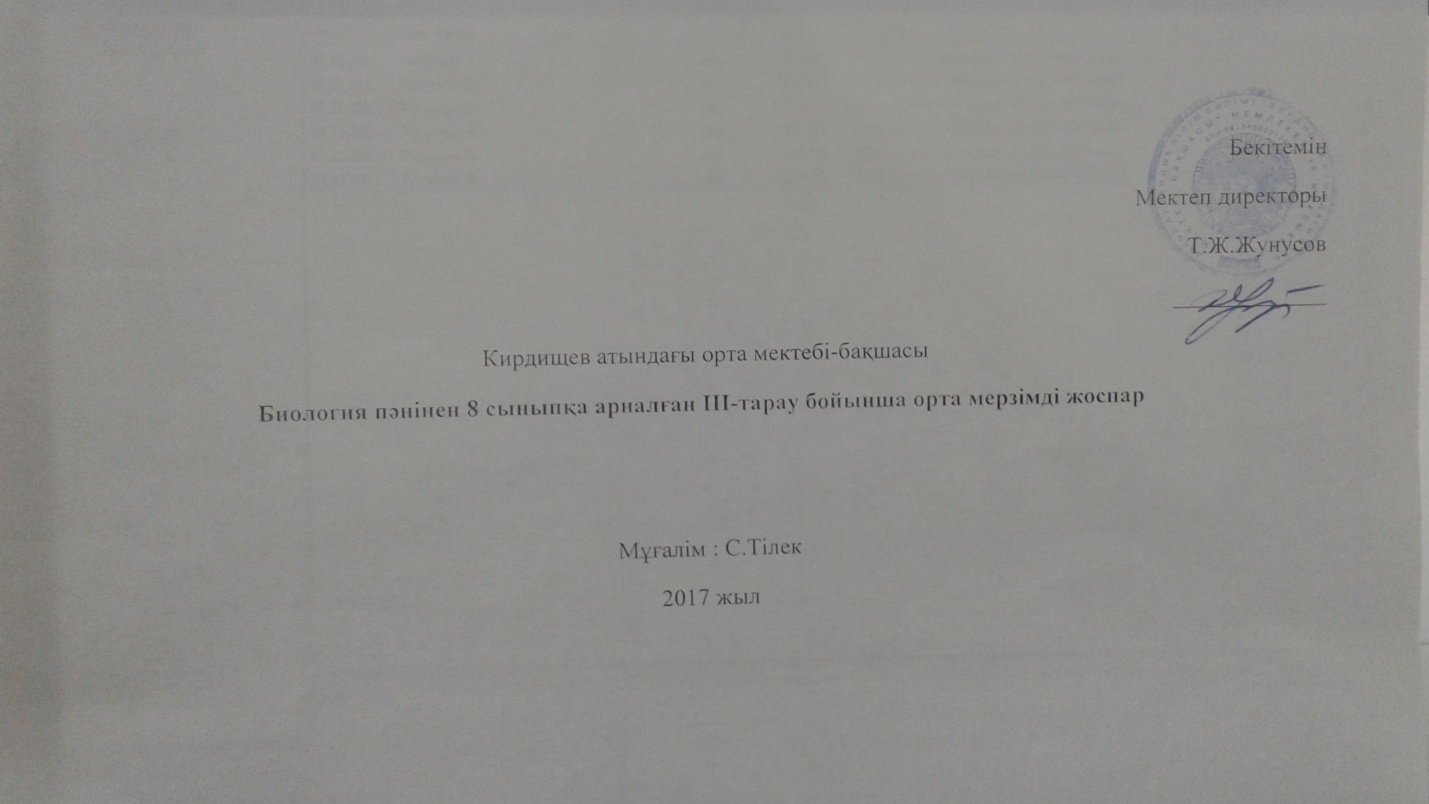 Бекітемін
Мектеп директоры
Т.Ж.Жунусов
Кирдищев атындағы орта мектебі-бақшасы
Биология пәнінен 8 сыныпқа арналған III-тарау бойынша орта мерзімді жоспар
Мұғалім : С.Тілек
2017 жыл